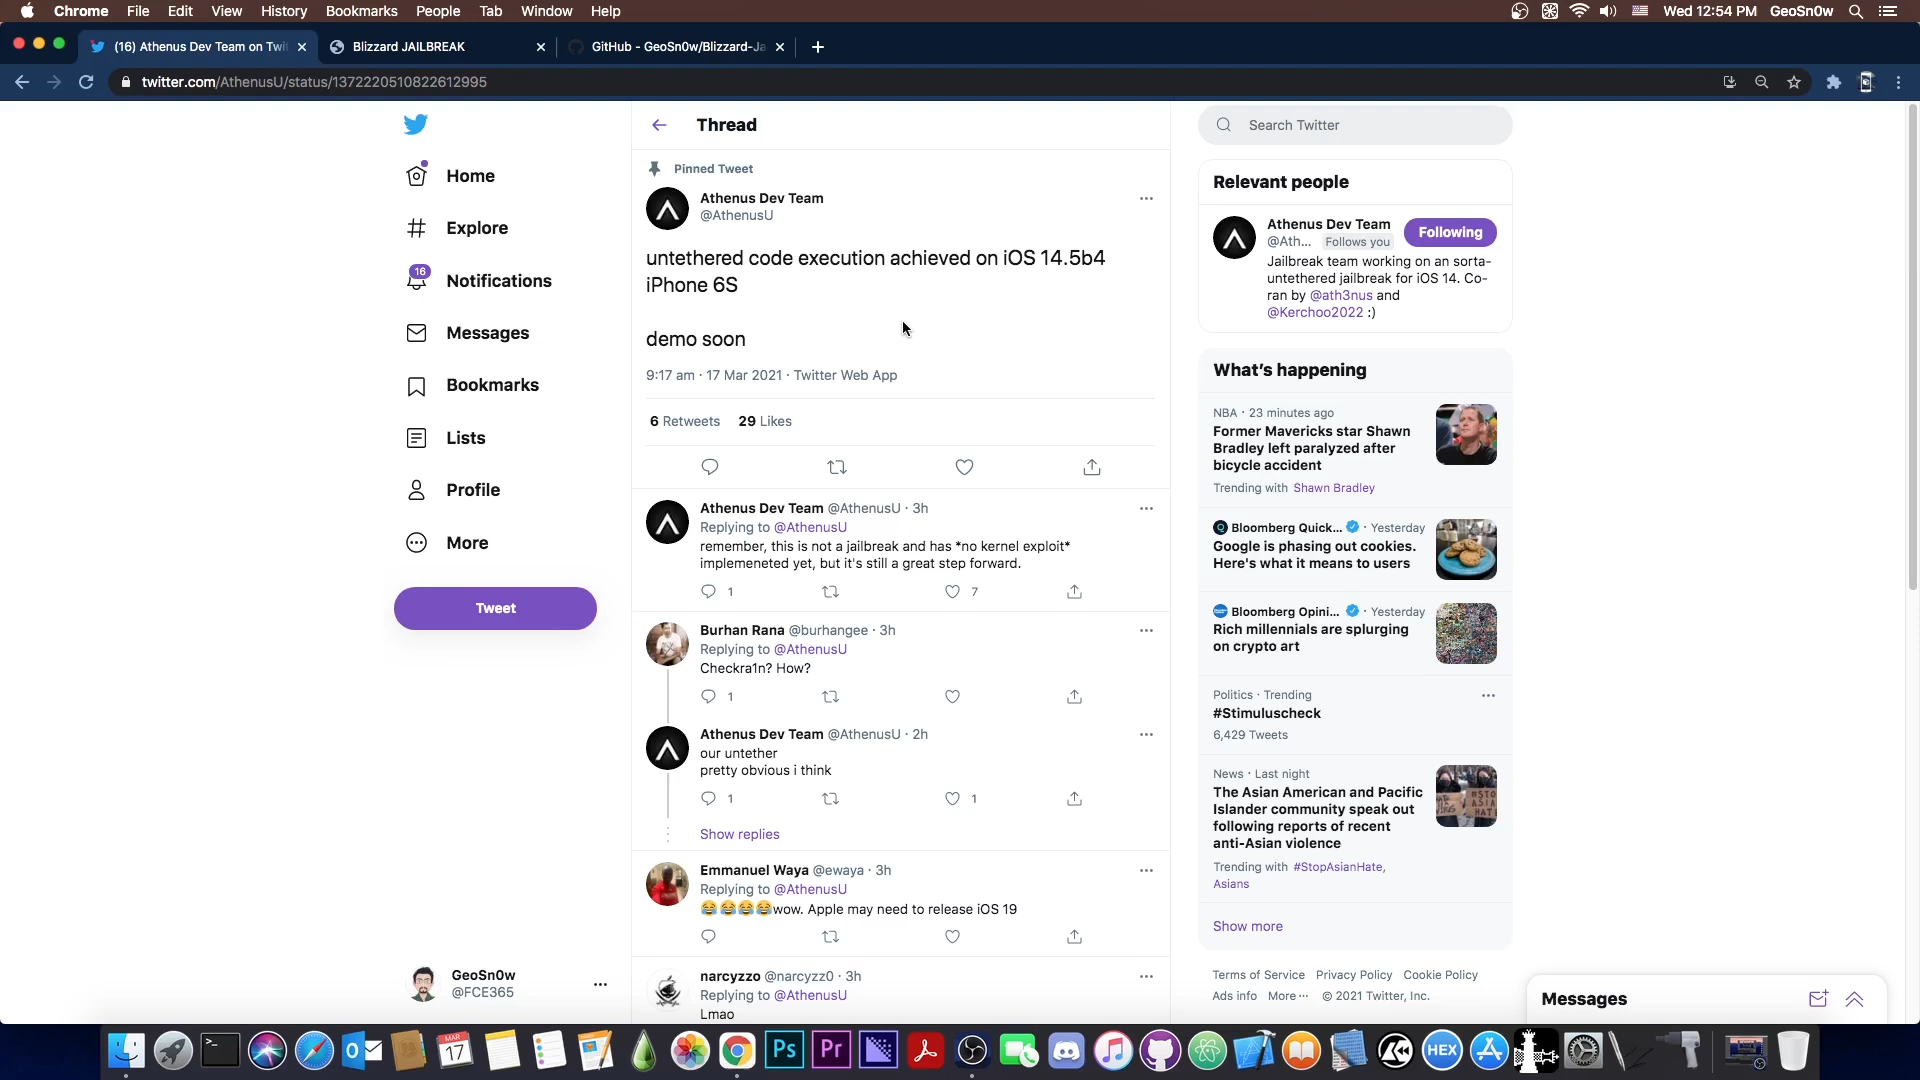 Chrome File Edit View History Bookmarks People Tab Window Help
Wed 12:54 PM GeoSn0w
(16) Athenus Dev Team on Twi
Blizzard JAILBREAK
GitHub - GeoSn0w/Blizzard-Ja
twitter.com/AthenusU/status/1372220510822612995
Home
Explore
16
Notifications
Messages
Bookmarks
Lists
Profile
More
Tweet
GeoSn0w
@FCE365
Thread
Pinned Tweet
Athenus Dev Team
@AthenusU
untethered code execution achieved on iOS 14.5b4
iPhone 6S
demo soon
9:17 am · 17 Mar 2021 · Twitter Web App
6 Retweets 29 Likes
Athenus Dev Team @AthenusU · 3h
Replying to @AthenusU
remember, this is not a jailbreak and has *no kernel exploit*
implemeneted yet, but it's still a great step forward.
1 7
Burhan Rana @burhangee · 3h
Replying to @AthenusU
Checkra1n? How?
1
Athenus Dev Team @AthenusU · 2h
our untether
pretty obvious i think
1 1
Show replies
Emmanuel Waya @ewaya · 3h
Replying to @AthenusU
😂😂😂😂wow. Apple may need to release iOS 19
narcyzzo @narcyzz0 · 3h
Replying to @AthenusU
Lmao
Search Twitter
Relevant people
Athenus Dev Team
@Ath... Follows you
Following
Jailbreak team working on an sorta-
untethered jailbreak for iOS 14. Co-
ran by @ath3nus and
@Kerchoo2022 :)
What's happening
NBA · 23 minutes ago
Former Mavericks star Shawn
Bradley left paralyzed after
bicycle accident
Trending with Shawn Bradley
Bloomberg Quick... · Yesterday
Google is phasing out cookies.
Here's what it means to users
Bloomberg Opini... · Yesterday
Rich millennials are splurging
on crypto art
Politics · Trending
#Stimuluscheck
6,429 Tweets
News · Last night
The Asian American and Pacific
Islander community speak out
following reports of recent
anti-Asian violence
Trending with #StopAsianHate,
Asians
Show more
Terms of Service Privacy Policy Cookie Policy
Ads info More © 2021 Twitter, Inc.
Messages
MAR
17
Ps
Pr
HEX